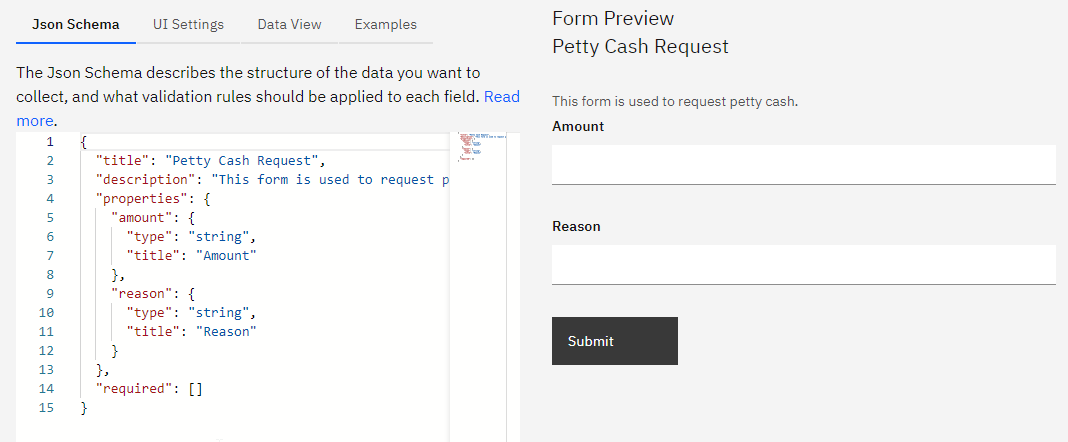 Json Schema
UI Settings
Data View
Examples
The Json Schema describes the structure of the data you want to
collect, and what validation rules should be applied to each field. Read
more.
1 {
2 "title": "Petty Cash Request",
3 "description": "This form is used to request p
4 "properties": {
5 "amount": {
6 "type": "string",
7 "title": "Amount"
8 },
9 "reason": {
10 "type": "string",
11 "title": "Reason"
12 }
13 },
14 "required": []
15 }
Form Preview
Petty Cash Request
This form is used to request petty cash.
Amount
Reason
Submit